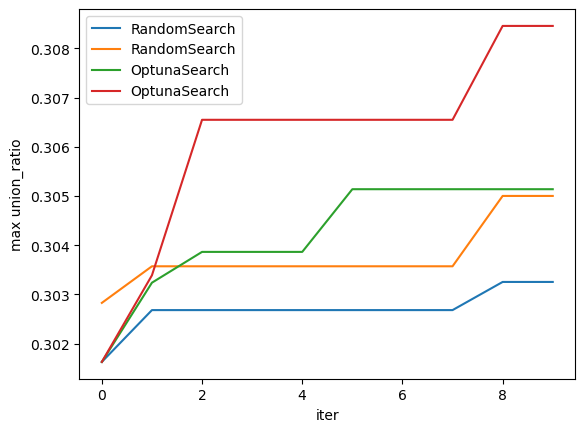 RandomSearch
RandomSearch
OptunaSearch
OptunaSearch
0.308
0.307
0.306
0.305
0.304
0.303
0.302
max union_ratio
0 2 4 6 8
iter